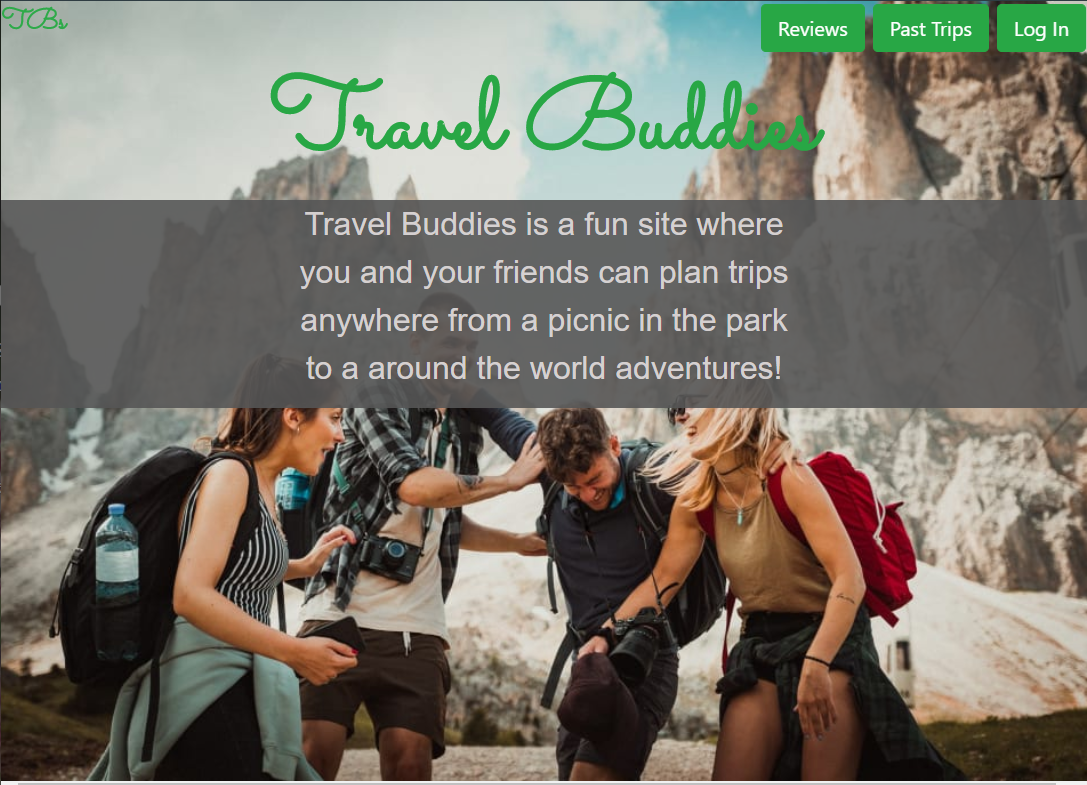 TBs
Reviews
Past Trips
Log In
Travel Buddies
Travel Buddies is a fun site where
you and your friends can plan trips
anywhere from a picnic in the park
to a around the world adventures!